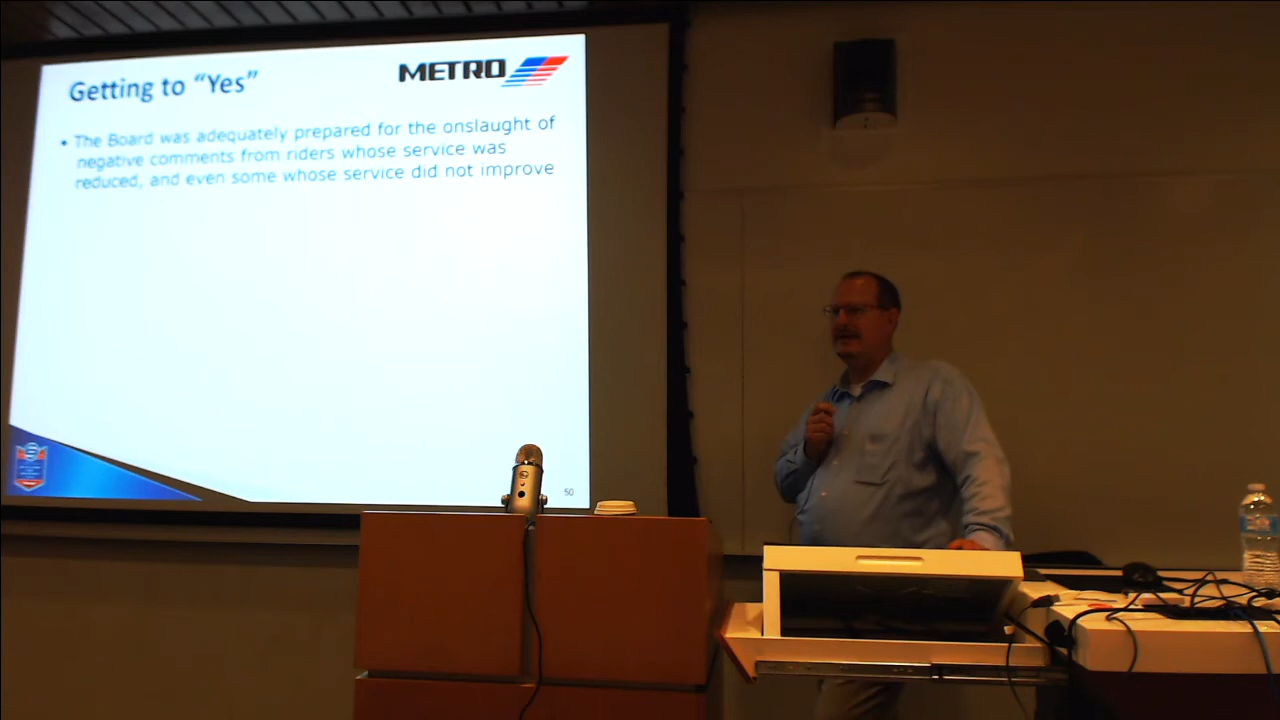 Getting to “Yes”
METRO
• The Board was adequately prepared for the onslaught of
negative comments from riders whose service was
reduced, and even some whose service did not improve
50